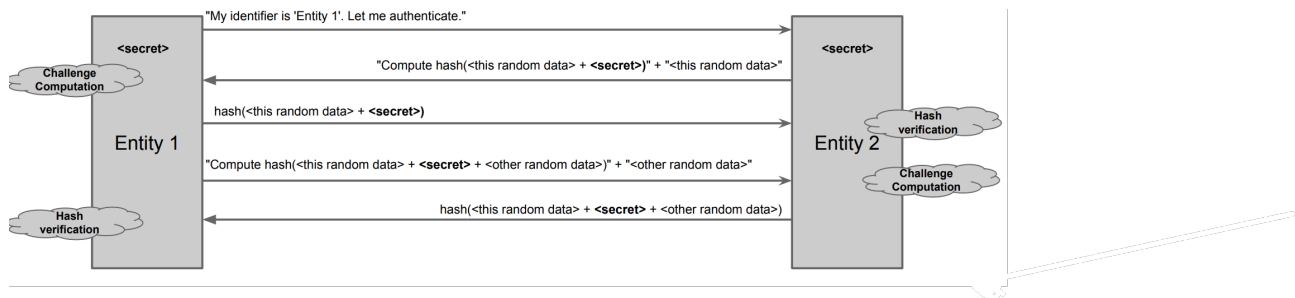 "My identifier is 'Entity 1'. Let me authenticate."
<secret>
<secret>
"Compute hash(<this random data> + <secret>)" + "<this random data>"
Challenge
Computation
hash(<this random data> + <secret>)
Hash
verification
Entity 1
Entity 2
"Compute hash(<this random data> + <secret> + <other random data>)" + "<other random data>"
Challenge
Computation
hash(<this random data> + <secret> + <other random data>)
Hash
verification